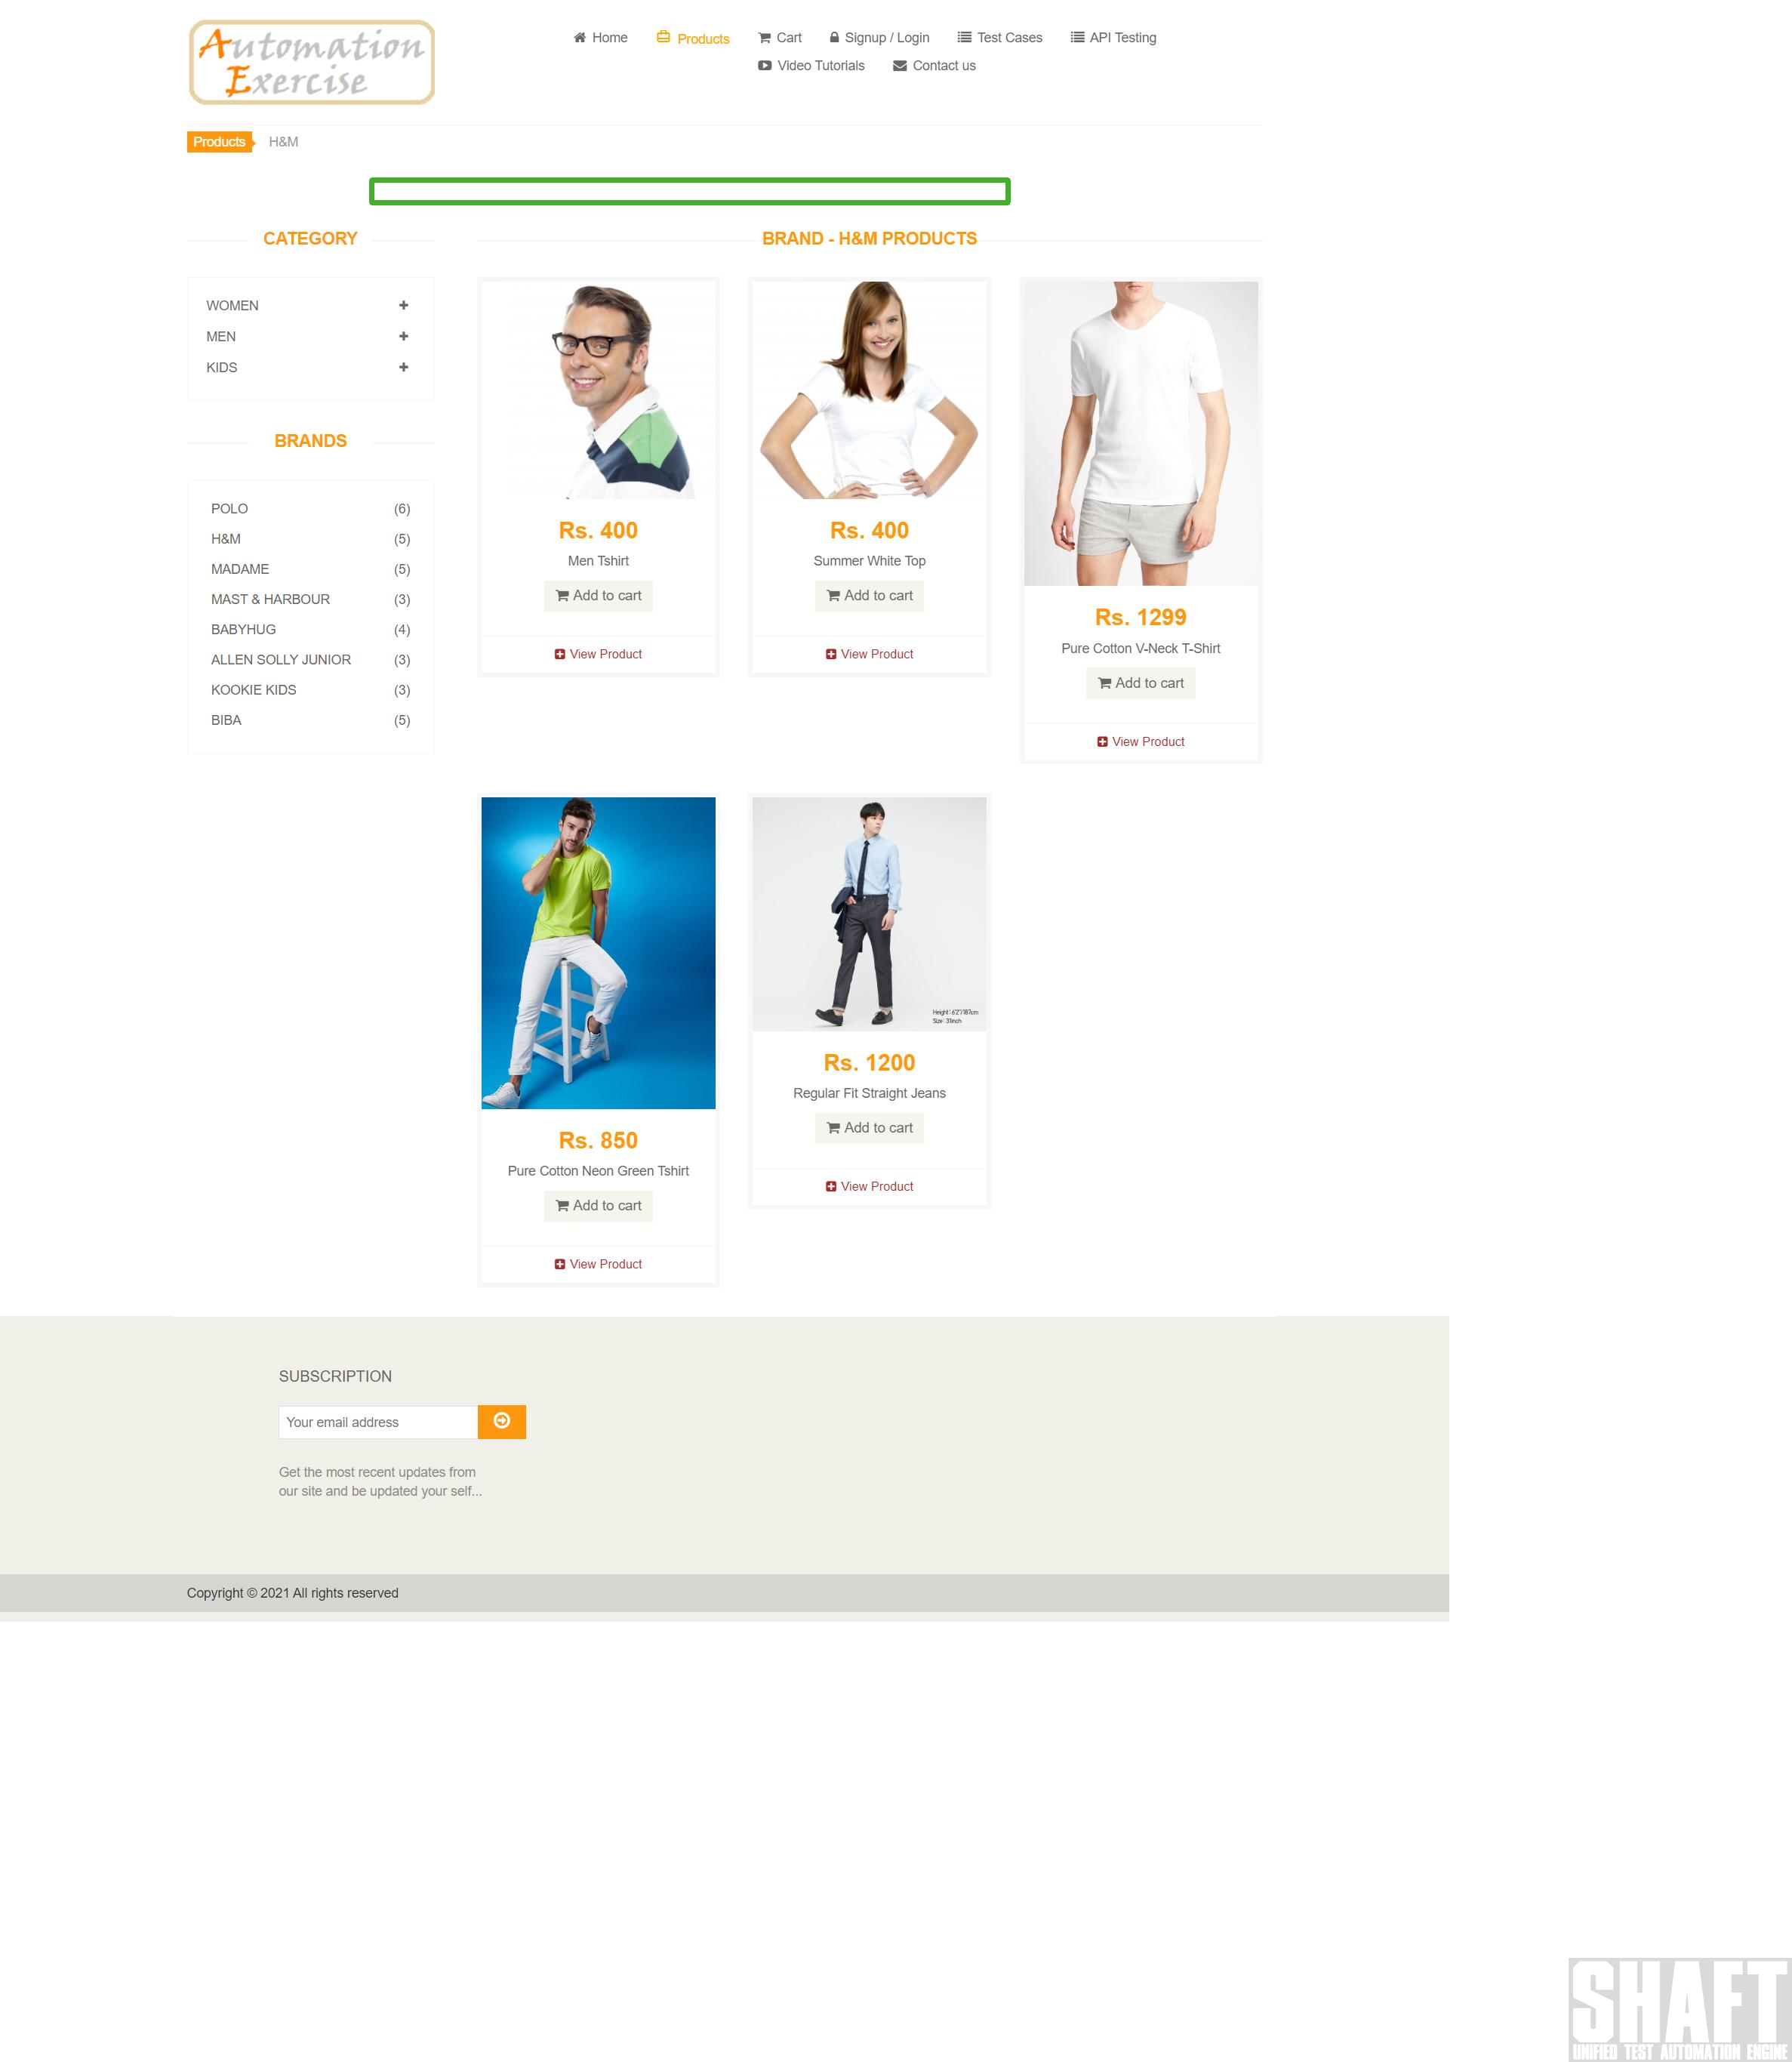 Automation
Exercise
Home
Products
Cart
Signup / Login
Test Cases
API Testing
Video Tutorials
Contact us
Products
H&M
CATEGORY
WOMEN
MEN
KIDS
BRANDS
POLO (6)
H&M (5)
MADAME (5)
MAST & HARBOUR (3)
BABYHUG (4)
ALLEN SOLLY JUNIOR (3)
KOOKIE KIDS (3)
BIBA (5)
BRAND - H&M PRODUCTS
Rs. 400
Men Tshirt
Add to cart
View Product
Rs. 400
Summer White Top
Add to cart
View Product
Rs. 1299
Pure Cotton V-Neck T-Shirt
Add to cart
View Product
Rs. 850
Pure Cotton Neon Green Tshirt
Add to cart
View Product
Height : 6'2"/187cm
Size : 31inch
Rs. 1200
Regular Fit Straight Jeans
Add to cart
View Product
SUBSCRIPTION
Your email address
Get the most recent updates from
our site and be updated your self...
Copyright © 2021 All rights reserved
SHAFT
UNIFIED TEST AUTOMATION ENGINE